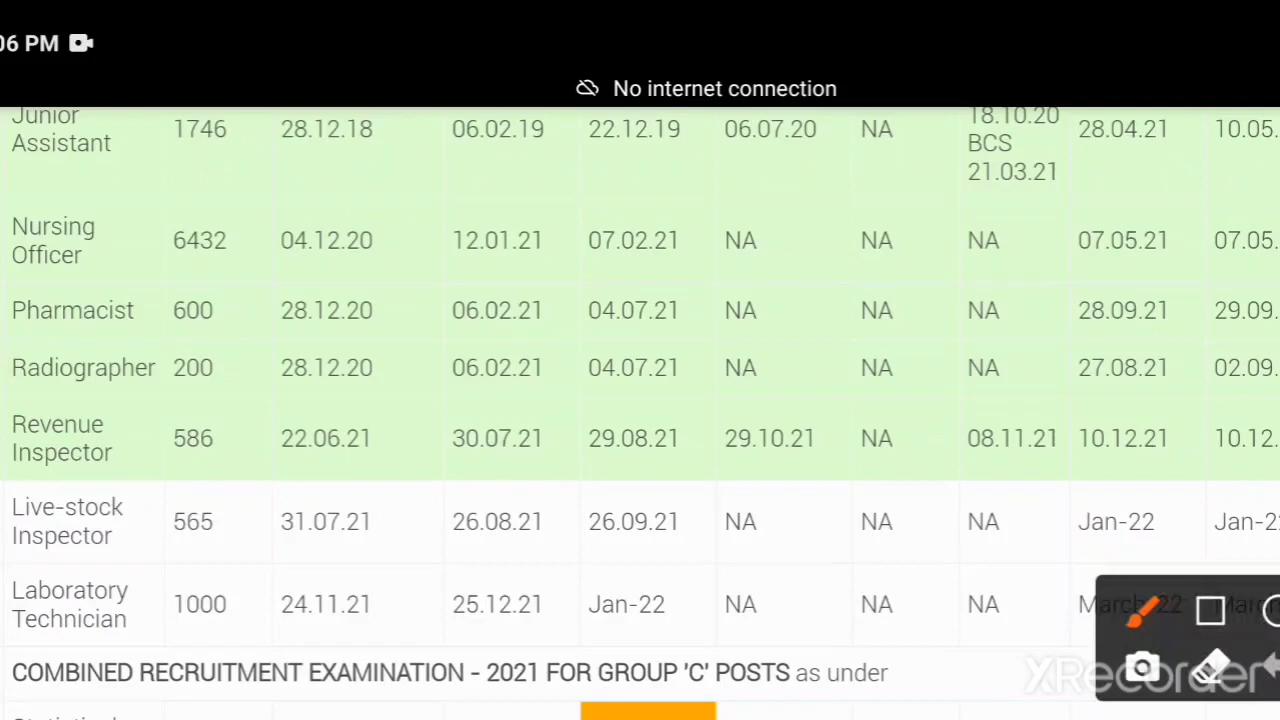 06 PM
No internet connection
Junior
Assistant
1746
28.12.18
06.02.19
22.12.19
06.07.20
NA
18.10.20
BCS
21.03.21
28.04.21
10.05.
Nursing
Officer
6432
04.12.20
12.01.21
07.02.21
NA
NA
NA
07.05.21
07.05.
Pharmacist
600
28.12.20
06.02.21
04.07.21
NA
NA
NA
28.09.21
29.09.
Radiographer
200
28.12.20
06.02.21
04.07.21
NA
NA
NA
27.08.21
02.09.
Revenue
Inspector
586
22.06.21
30.07.21
29.08.21
29.10.21
NA
08.11.21
10.12.21
10.12.
Live-stock
Inspector
565
31.07.21
26.08.21
26.09.21
NA
NA
NA
Jan-22
Jan-22
Laboratory
Technician
1000
24.11.21
25.12.21
Jan-22
NA
NA
NA
March-22
COMBINED RECRUITMENT EXAMINATION - 2021 FOR GROUP 'C' POSTS as under
XRecorder